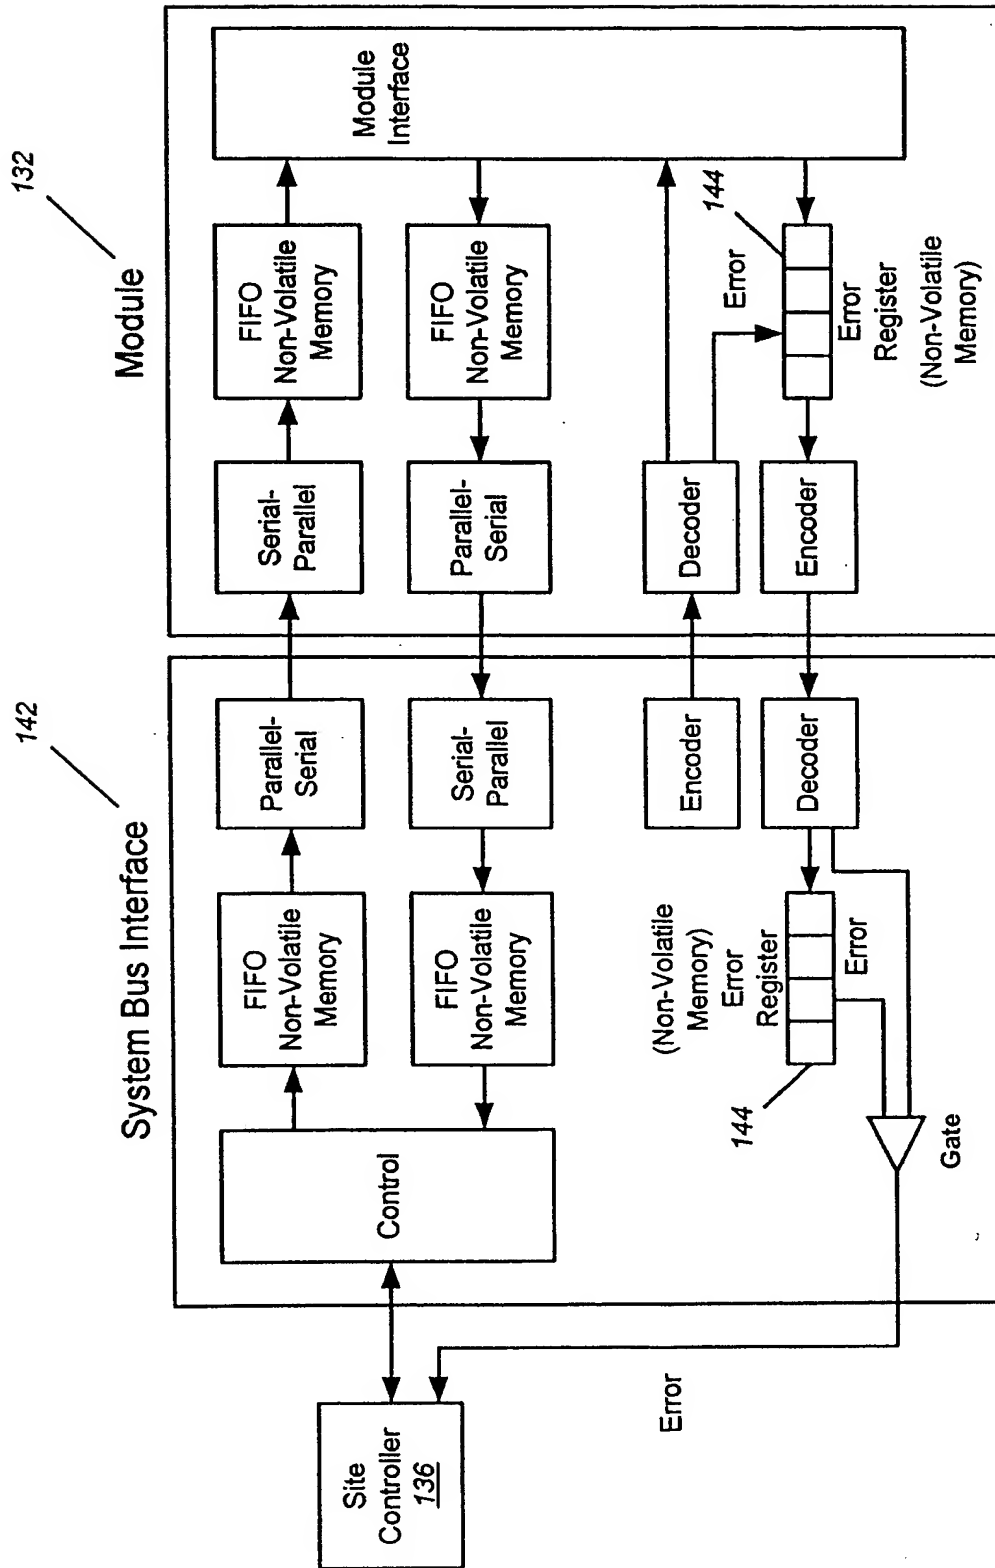 System Bus Interface
142
Module
132
Site
Controller
136
Control
FIFO
Non-Volatile
Memory
Parallel-
Serial
Serial-
Parallel
FIFO
Non-Volatile
Memory
Module
Interface
FIFO
Non-Volatile
Memory
Serial-
Parallel
Parallel-
Serial
FIFO
Non-Volatile
Memory
Encoder
Decoder
Error
144
(Non-Volatile
Memory)
Error
Register
144
Error
Decoder
Encoder
Error
Register
(Non-Volatile
Memory)
Gate
Error